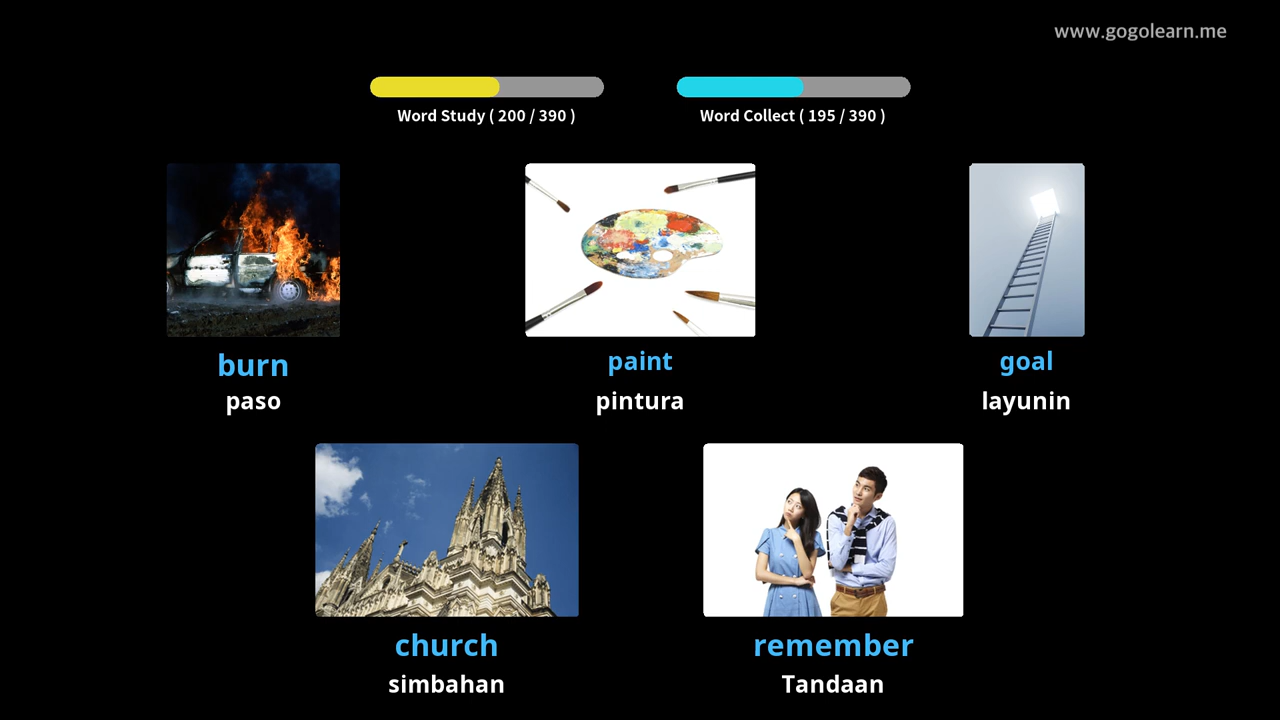 www.gogolearn.me
Word Study ( 200 / 390 )
Word Collect ( 195 / 390 )
burn
paso
paint
pintura
goal
layunin
church
simbahan
remember
Tandaan